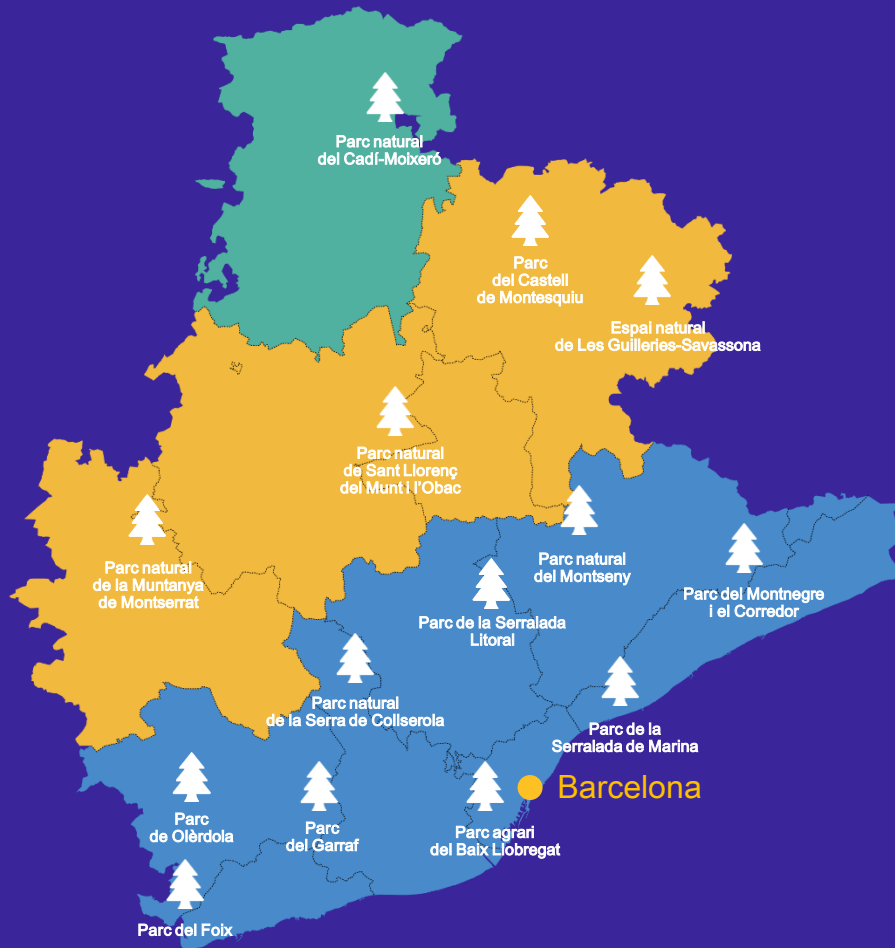 Parc natural
del Cadí-Moixeró
Parc
del Castell
de Montesquiu
Espai natural
de Les Guilleries-Savassona
Parc natural
de Sant Llorenç
del Munt i l'Obac
Parc natural
de la Muntanya
de Montserrat
Parc natural
del Montseny
Parc del Montnegre
i el Corredor
Parc de la Serralada
Litoral
Parc natural
de la Serra de Collserola
Parc de la
Serralada de Marina
Barcelona
Parc
de Olèrdola
Parc
del Garraf
Parc agrari
del Baix Llobregat
Parc del Foix